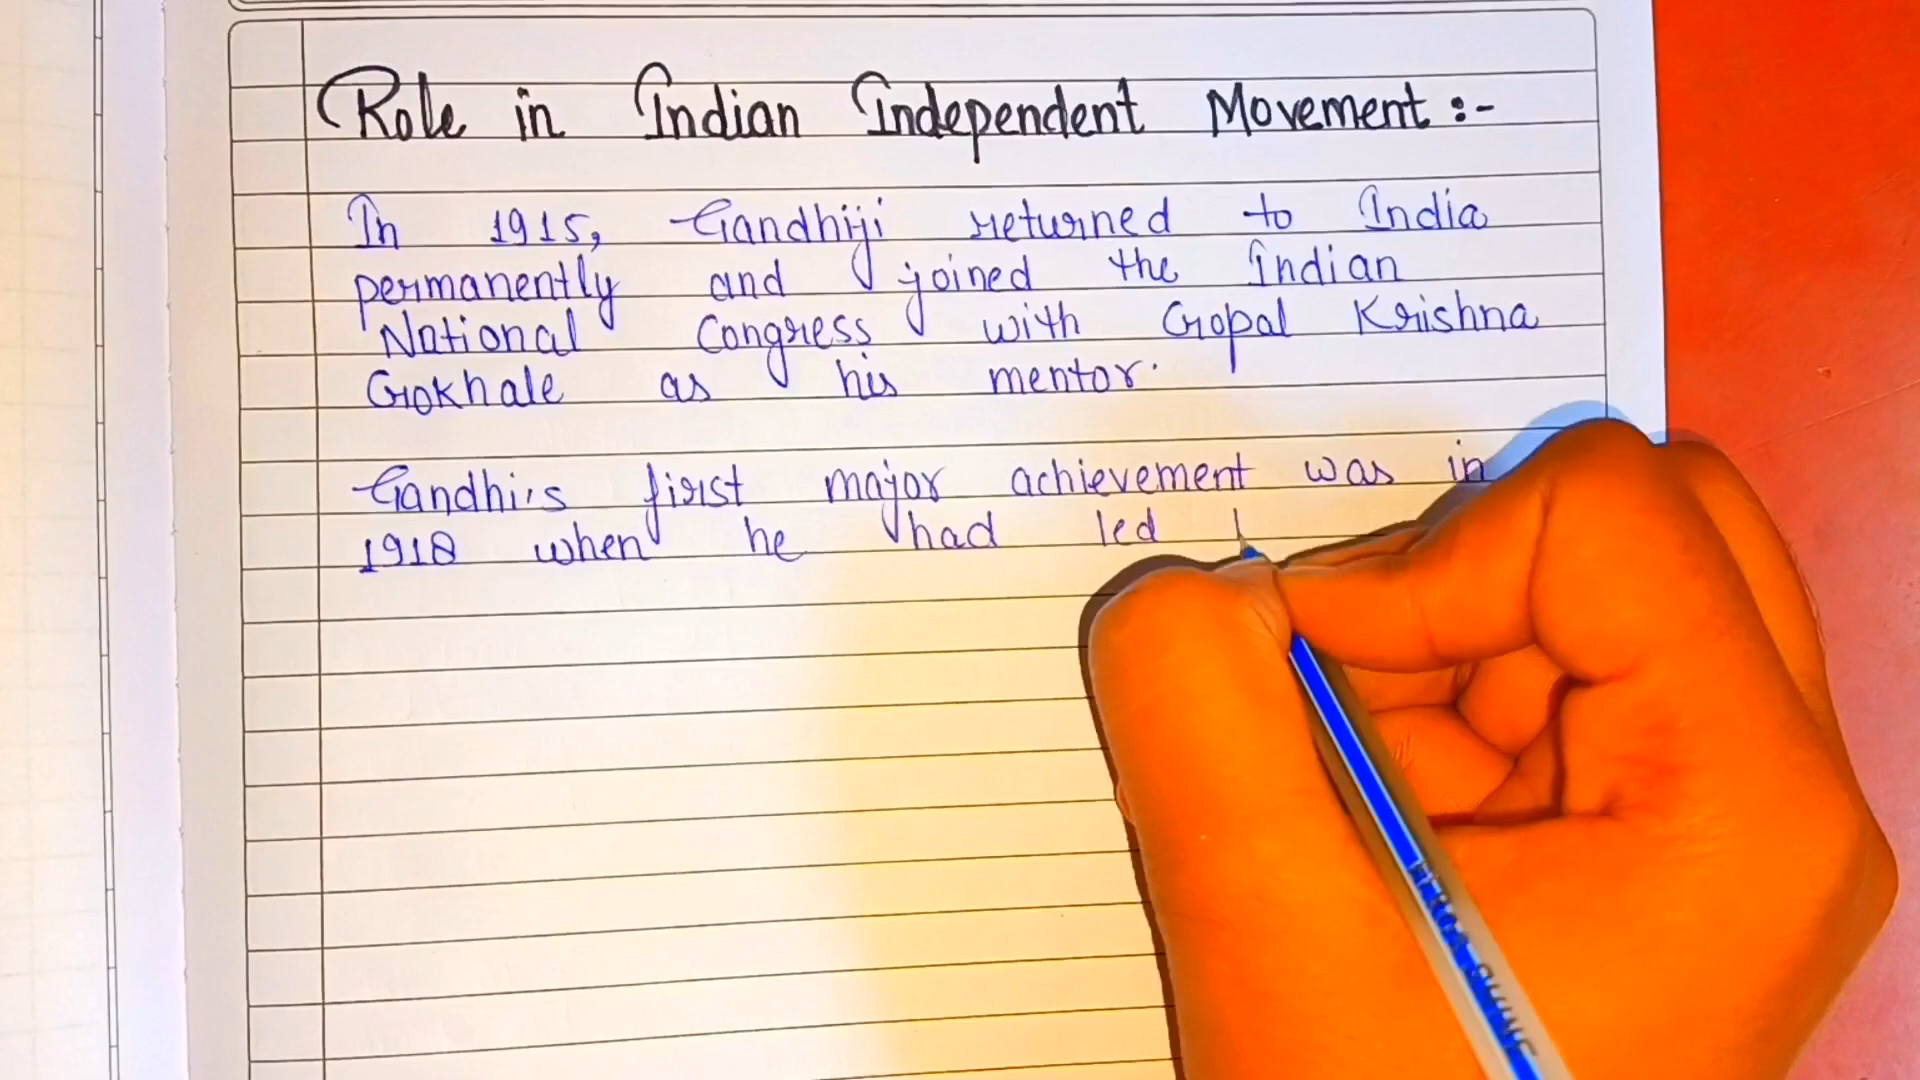 Role in Indian Independent Movement :-
In 1915, Gandhiji returned to India
permanently and joined the Indian
National Congress with Gopal Krishna
Gokhale as his mentor.
Gandhi's first major achievement was in
1918 when he had led